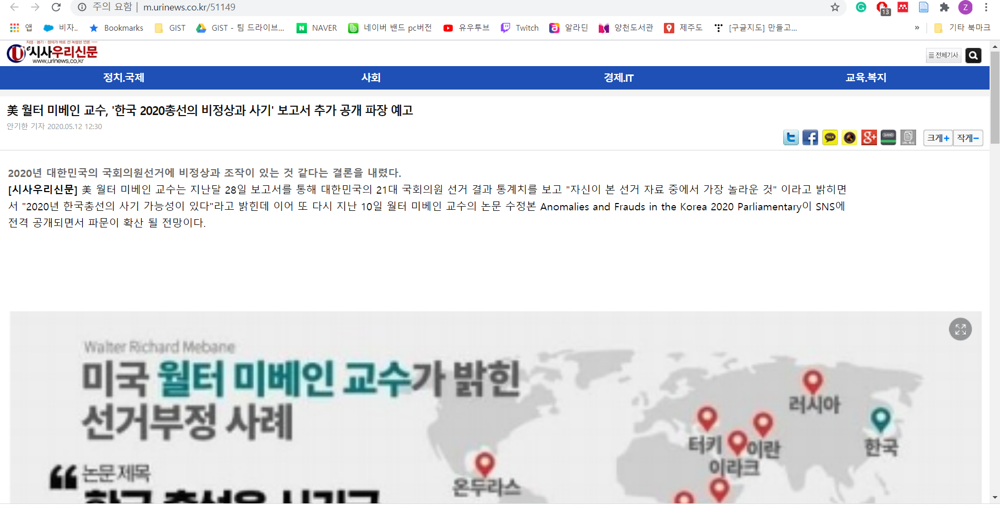 주의 요함 | m.urinews.co.kr/51149
13
Z
앱 비자.. Bookmarks GIST GIST - 팀 드라이브... NAVER 네이버 밴드 pc버전 유우투브 Twitch 알라딘 양천도서관 제주도 [구글지도] 만들고... » 기타 북마크
e시사우리신문
www.urinews.co.kr
전체기사
정치.국제 사회 경제.IT 교육.복지
美 월터 미베인 교수, '한국 2020총선의 비정상과 사기' 보고서 추가 공개 파장 예고
안기한 기자 2020.05.12 12:30
TALK
BAND
크게+ 작게−
2020년 대한민국의 국회의원선거에 비정상과 조작이 있는 것 같다는 결론을 내렸다.
[시사우리신문] 美 월터 미베인 교수는 지난달 28일 보고서를 통해 대한민국의 21대 국회의원 선거 결과 통계치를 보고 "자신이 본 선거 자료 중에서 가장 놀라운 것" 이라고 밝히면
서 "2020년 한국총선의 사기 가능성이 있다"라고 밝힌데 이어 또 다시 지난 10일 월터 미베인 교수의 논문 수정본 Anomalies and Frauds in the Korea 2020 Parliamentary이 SNS에
전격 공개되면서 파문이 확산 될 전망이다.
Walter Richard Mebane
미국 월터 미베인 교수가 밝힌
선거부정 사례
러시아
터키
이란
한국
이라크
“ 논문 제목
온두라스